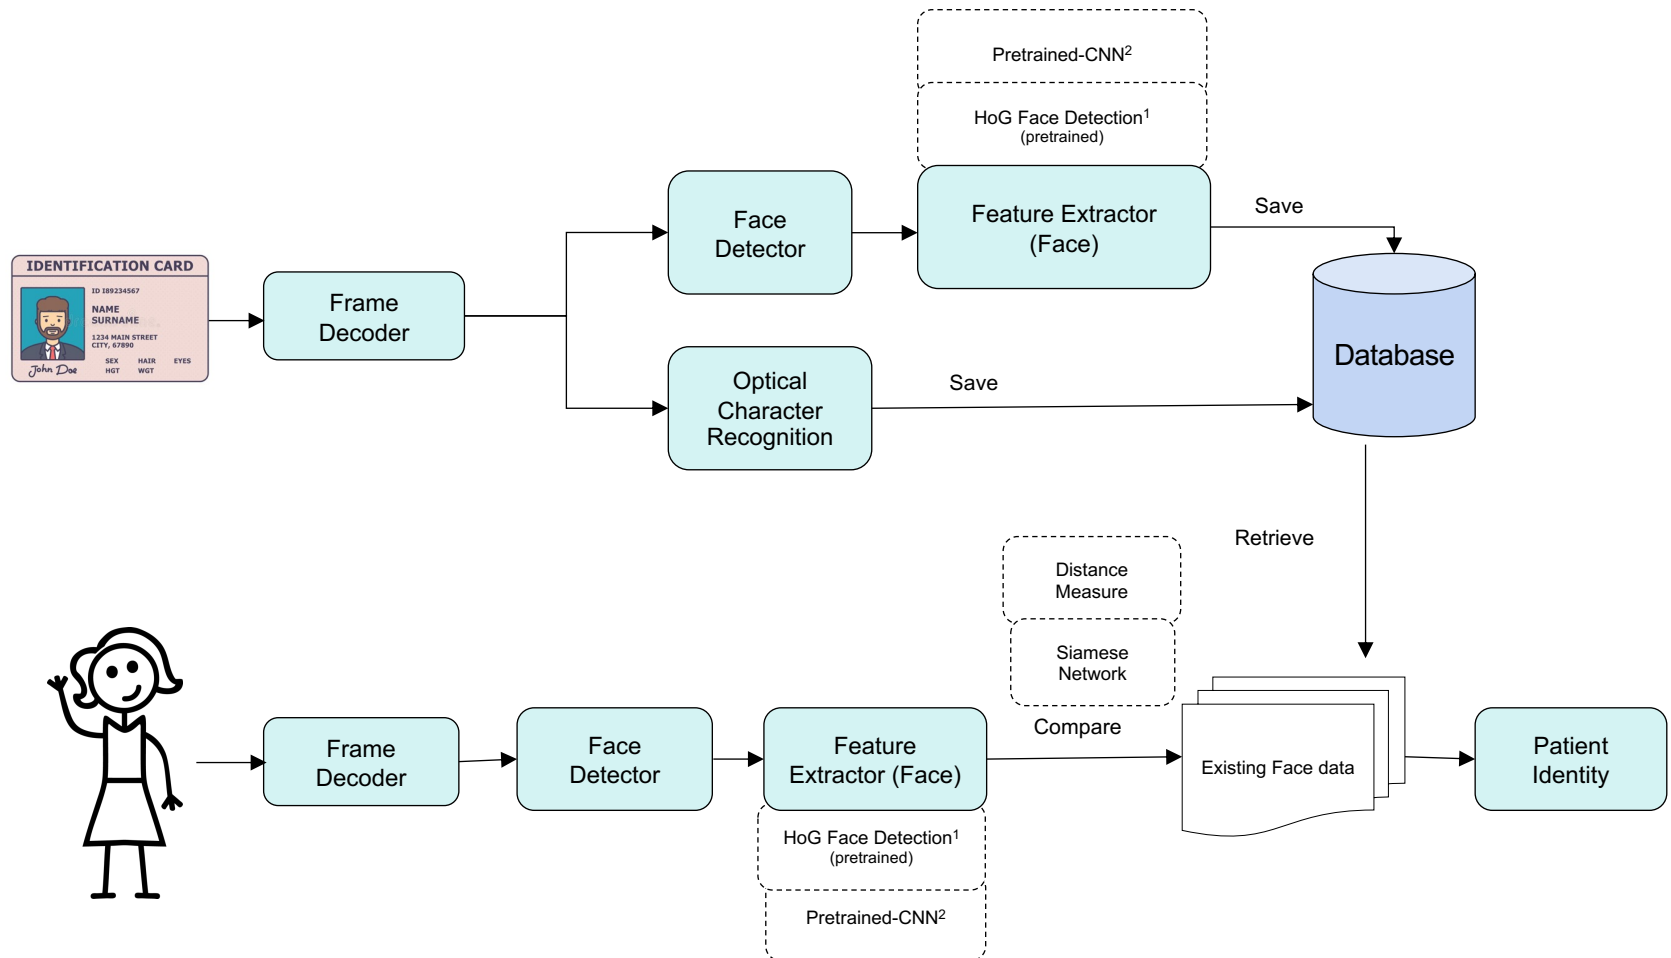 Pretrained-CNN²
HoG Face Detection¹
(pretrained)
Face
Detector
Feature Extractor
(Face)
Save
IDENTIFICATION CARD
ID I89234567
NAME
SURNAME
1234 MAIN STREET
CITY, 67890
SEX HAIR EYES
HGT WGT
John Doe
Frame
Decoder
Optical
Character
Recognition
Save
Database
Retrieve
Distance
Measure
Siamese
Network
Compare
Frame
Decoder
Face
Detector
Feature
Extractor (Face)
HoG Face Detection¹
(pretrained)
Pretrained-CNN²
Existing Face data
Patient
Identity